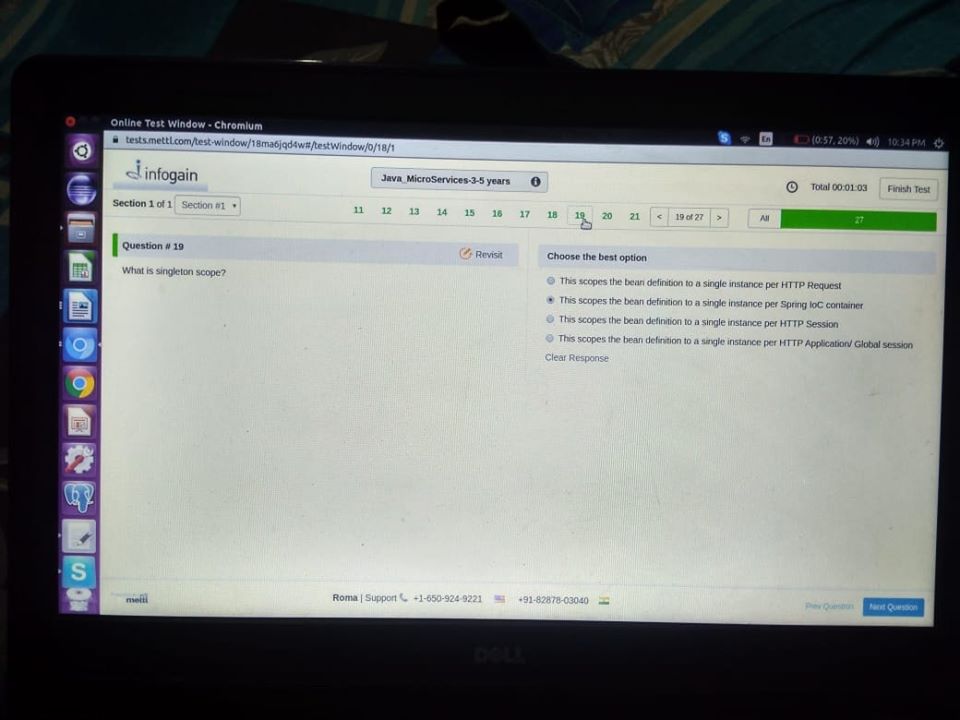 Online Test Window - Chromium
tests.mettl.com/test-window/18ma6jqd4w#/testWindow/0/18/1
En (0:57, 20%) 10:34 PM
infogain
Java_MicroServices-3-5 years
Total 00:01:03
Finish Test
Section 1 of 1 Section #1
11 12 13 14 15 16 17 18 19 20 21 < 19 of 27 > All 27
Question # 19
Revisit
What is singleton scope?
Choose the best option
This scopes the bean definition to a single instance per HTTP Request
This scopes the bean definition to a single instance per Spring IoC container
This scopes the bean definition to a single instance per HTTP Session
This scopes the bean definition to a single instance per HTTP Application/ Global session
Clear Response
mettl
Roma | Support +1-650-924-9221 +91-82878-03040
Prev Question
Next Question
DELL